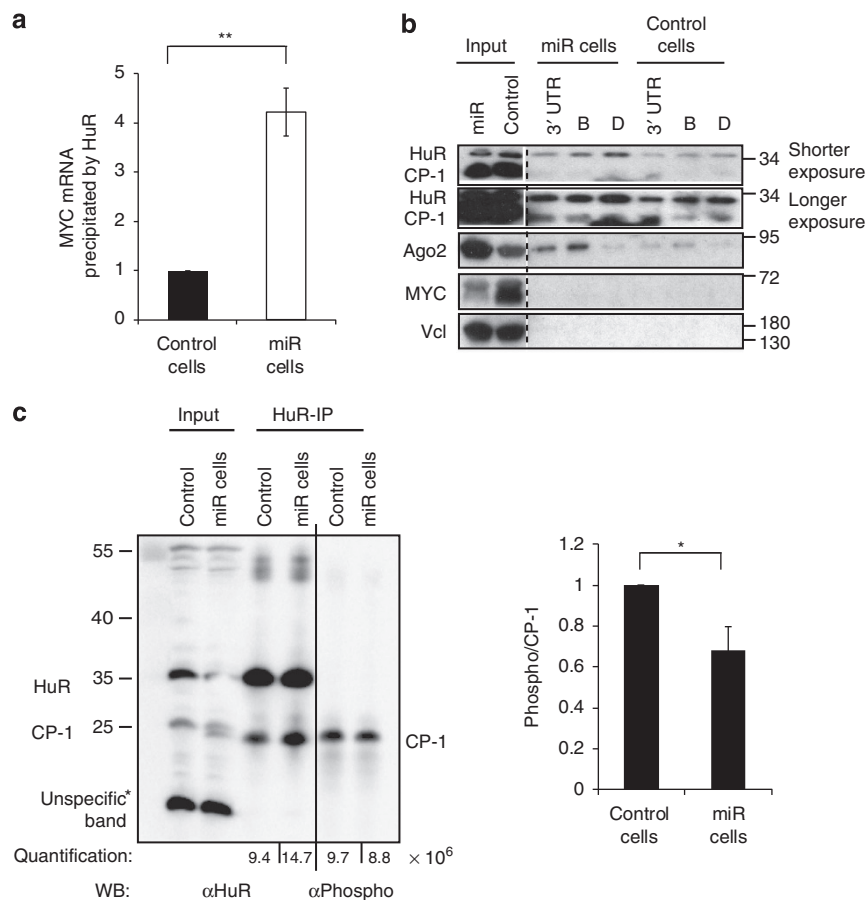 a
**
MYC mRNA
precipitated by HuR
5
4
3
2
1
0
Control
cells
miR
cells
b
Input
miR cells
Control
cells
miR
Control
3′ UTR
B
D
3′ UTR
B
D
HuR
CP-1
34
Shorter
exposure
HuR
CP-1
34
Longer
exposure
Ago2
95
MYC
72
Vcl
180
130
c
Input
HuR-IP
Control
miR cells
Control
miR cells
Control
miR cells
55
40
HuR
35
CP-1
25
CP-1
Unspecific*
band
Quantification:
9.4 14.7 9.7 8.8 × 10⁶
WB: αHuR αPhospho
Phospho/CP-1
1.2
1
0.8
0.6
0.4
0.2
0
*
Control
cells
miR
cells